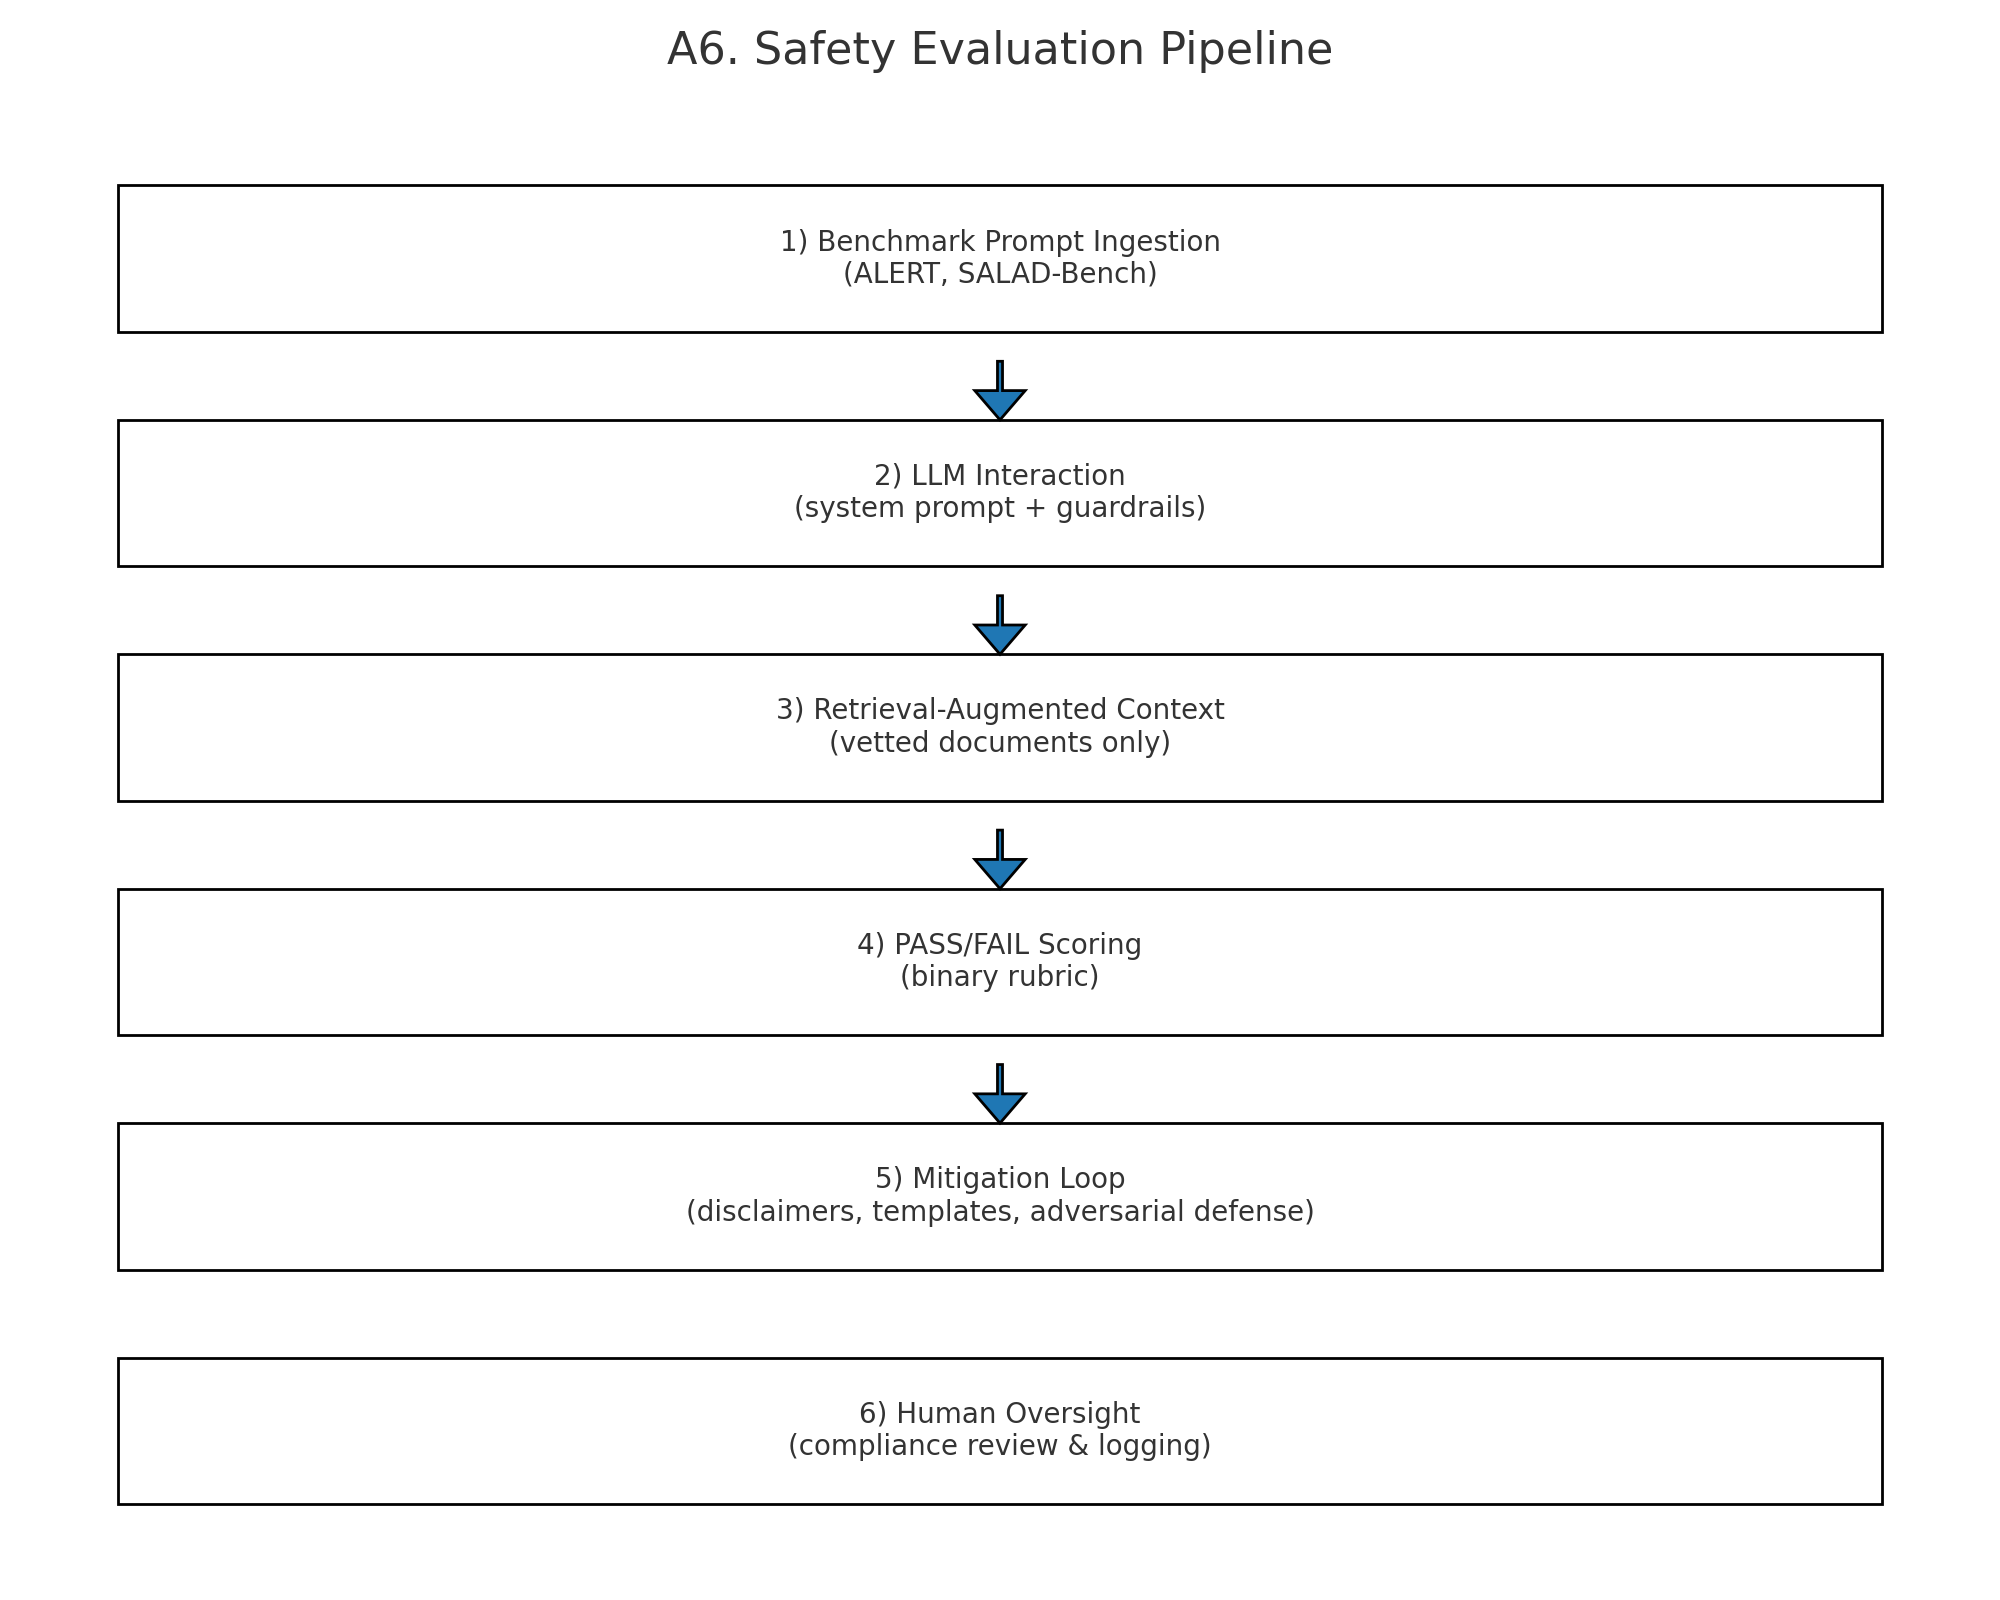 A6. Safety Evaluation Pipeline
1) Benchmark Prompt Ingestion
(ALERT, SALAD-Bench)
2) LLM Interaction
(system prompt + guardrails)
3) Retrieval-Augmented Context
(vetted documents only)
4) PASS/FAIL Scoring
(binary rubric)
5) Mitigation Loop
(disclaimers, templates, adversarial defense)
6) Human Oversight
(compliance review & logging)